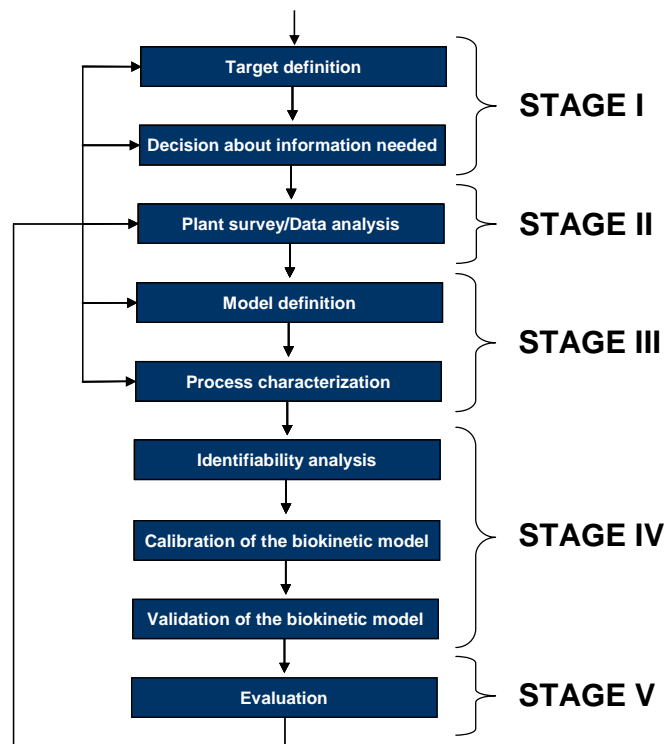 Target definition
STAGE I
Decision about information needed
Plant survey/Data analysis
STAGE II
Model definition
STAGE III
Process characterization
Identifiability analysis
Calibration of the biokinetic model
STAGE IV
Validation of the biokinetic model
Evaluation
STAGE V